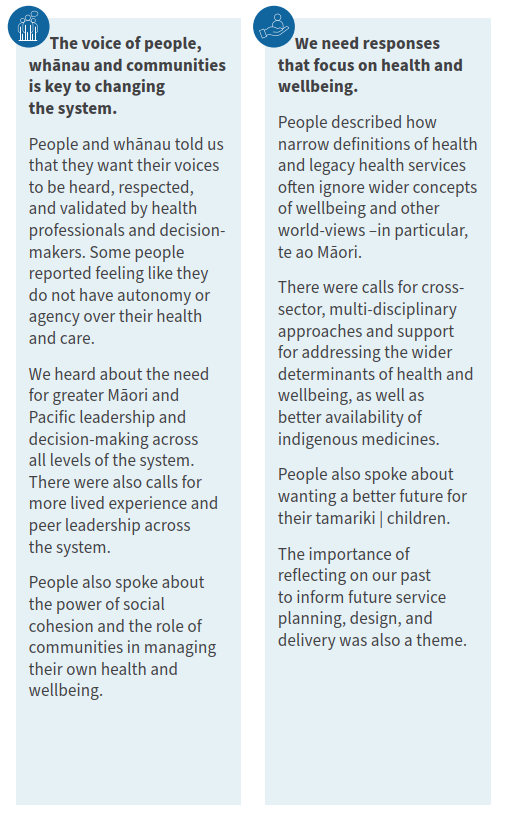 The voice of people,
whānau and communities
is key to changing
the system.
People and whānau told us
that they want their voices
to be heard, respected,
and validated by health
professionals and decision-
makers. Some people
reported feeling like they
do not have autonomy or
agency over their health
and care.
We heard about the need
for greater Māori and
Pacific leadership and
decision-making across
all levels of the system.
There were also calls for
more lived experience and
peer leadership across
the system.
People also spoke about
the power of social
cohesion and the role of
communities in managing
their own health and
wellbeing.
We need responses
that focus on health and
wellbeing.
People described how
narrow definitions of health
and legacy health services
often ignore wider concepts
of wellbeing and other
world-views –in particular,
te ao Māori.
There were calls for cross-
sector, multi-disciplinary
approaches and support
for addressing the wider
determinants of health and
wellbeing, as well as
better availability of
indigenous medicines.
People also spoke about
wanting a better future for
their tamariki | children.
The importance of
reflecting on our past
to inform future service
planning, design, and
delivery was also a theme.